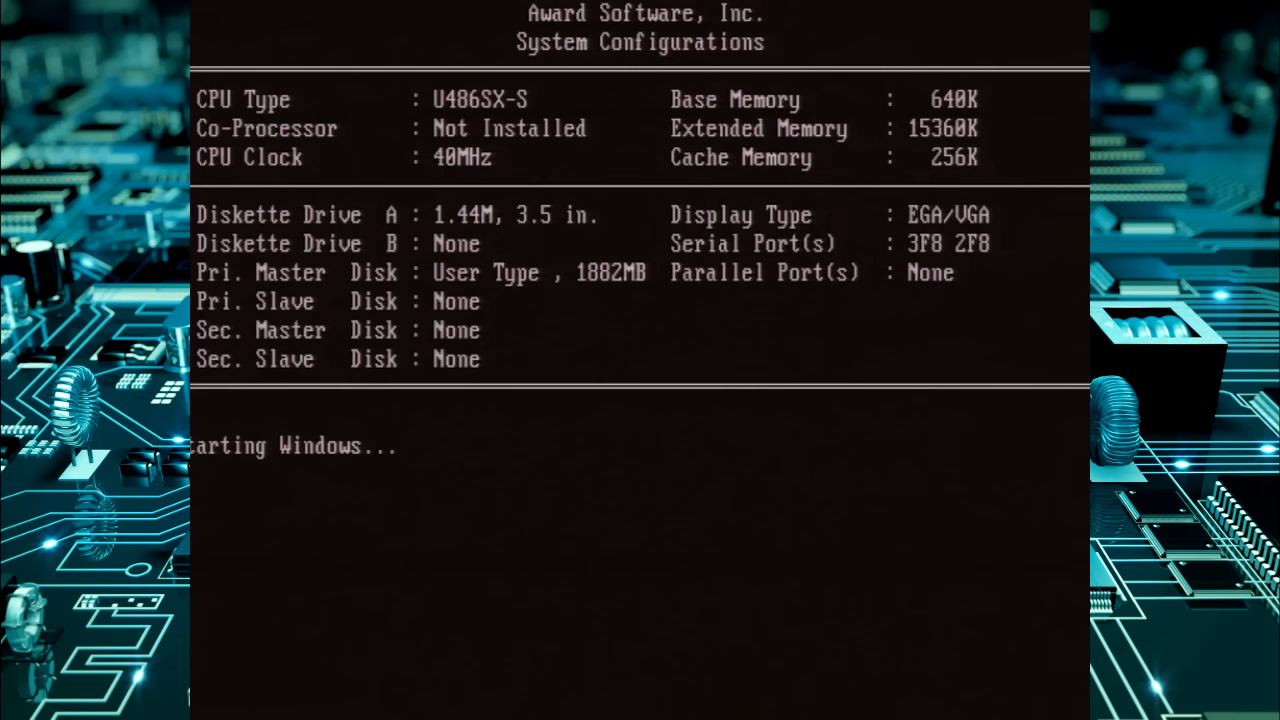 Award Software, Inc.
System Configurations
CPU Type : U486SX-S Base Memory : 640K
Co-Processor : Not Installed Extended Memory : 15360K
CPU Clock : 40MHz Cache Memory : 256K
Diskette Drive A : 1.44M, 3.5 in. Display Type : EGA/VGA
Diskette Drive B : None Serial Port(s) : 3F8 2F8
Pri. Master Disk : User Type , 1882MB Parallel Port(s) : None
Pri. Slave Disk : None
Sec. Master Disk : None
Sec. Slave Disk : None
tarting Windows...